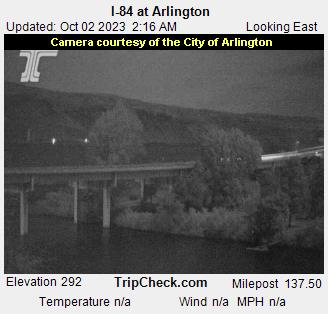 I-84 at Arlington
Updated: Oct 02 2023 2:16 AM Looking East
Camera courtesy of the City of Arlington
Elevation 292 TripCheck.com Milepost 137.50
Temperature n/a Wind n/a MPH n/a